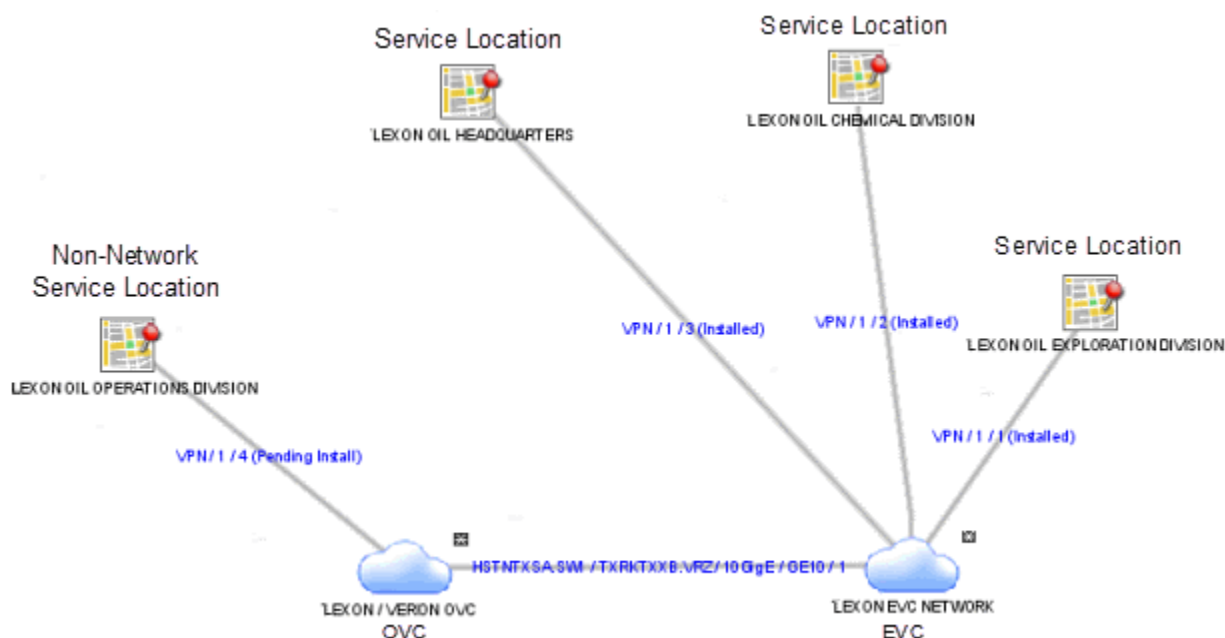 Service Location
LEXON OIL HEADQUARTERS
Service Location
LEXON OIL CHEMICAL DIVISION
Non-Network
Service Location
LEXON OIL OPERATIONS DIVISION
Service Location
LEXON OIL EXPLORATION DIVISION
VPN / 1 / 3 (Installed)
VPN / 1 / 2 (Installed)
VPN / 1 / 1 (Installed)
VPN / 1 / 4 (Pending Install)
HSTNTXSA.SWI / TXRKTXXB.VRZ / 10GigE / GE10 / 1
LEXON / VERON OVC
OVC
LEXON EVC NETWORK
EVC